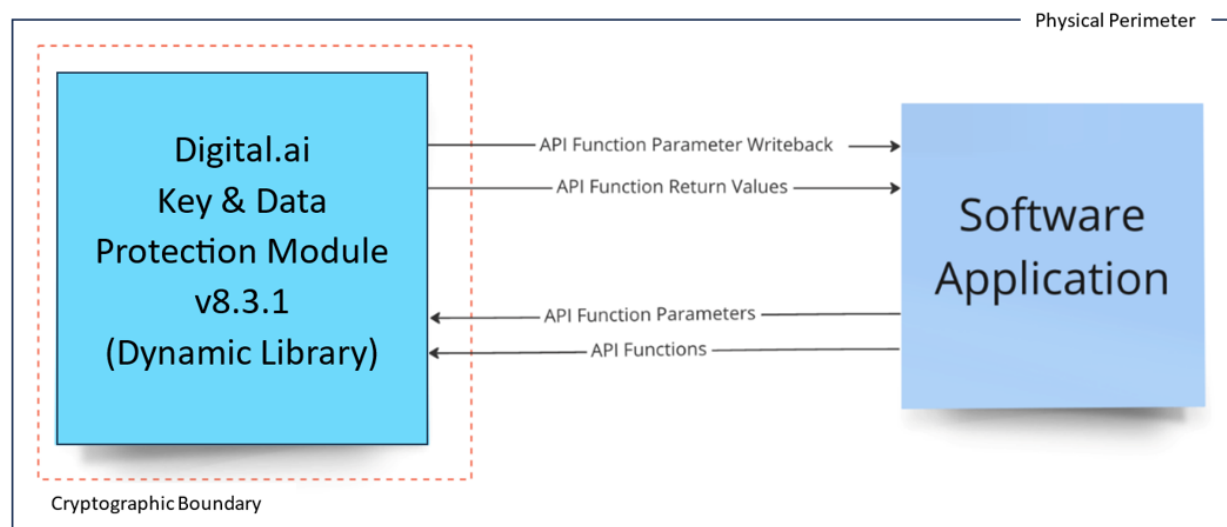 Physical Perimeter
Digital.ai
Key & Data
Protection Module
v8.3.1
(Dynamic Library)
API Function Parameter Writeback
API Function Return Values
API Function Parameters
API Functions
Software
Application
Cryptographic Boundary